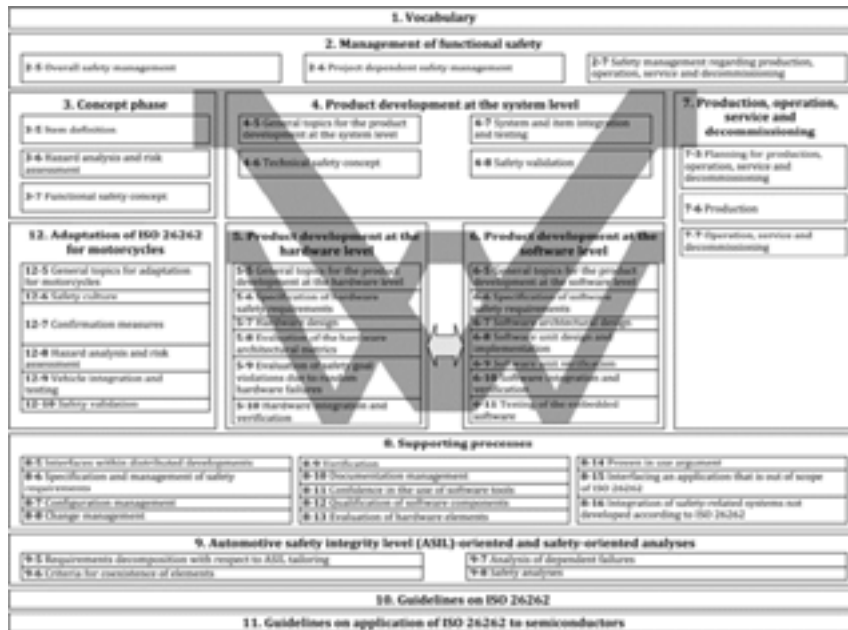 1. Vocabulary
2. Management of functional safety
2-5 Overall safety management
2-6 Project dependent safety management
2-7 Safety management regarding production,
operation, service and decommissioning
3. Concept phase
3-5 Item definition
3-6 Hazard analysis and risk
assessment
3-7 Functional safety concept
4. Product development at the system level
4-5 General topics for the product
development at the system level
4-6 Technical safety concept
4-7 System and item integration
and testing
4-8 Safety validation
7. Production, operation,
service and
decommissioning
7-5 Planning for production,
operation, service and
decommissioning
7-6 Production
7-7 Operation, service and
decommissioning
12. Adaptation of ISO 26262
for motorcycles
12-5 General topics for adaptation
for motorcycles
12-6 Safety culture
12-7 Confirmation measures
12-8 Hazard analysis and risk
assessment
12-9 Vehicle integration and
testing
12-10 Safety validation
5. Product development at the
hardware level
5-5 General topics for the product
development at the hardware level
5-6 Specification of hardware
safety requirements
5-7 Hardware design
5-8 Evaluation of the hardware
architectural metrics
5-9 Evaluation of safety goal
violations due to random
hardware failures
5-10 Hardware integration and
verification
6. Product development at the
software level
6-5 General topics for the product
development at the software level
6-6 Specification of software
safety requirements
6-7 Software architectural design
6-8 Software unit design and
implementation
6-9 Software unit verification
6-10 Software integration and
verification
6-11 Testing of the embedded
software
8. Supporting processes
8-5 Interfaces within distributed developments
8-6 Specification and management of safety
requirements
8-7 Configuration management
8-8 Change management
8-9 Verification
8-10 Documentation management
8-11 Confidence in the use of software tools
8-12 Qualification of software components
8-13 Evaluation of hardware elements
8-14 Proven in use argument
8-15 Interfacing an application that is out of scope
of ISO 26262
8-16 Integration of safety-related systems not
developed according to ISO 26262
9. Automotive safety integrity level (ASIL)-oriented and safety-oriented analyses
9-5 Requirements decomposition with respect to ASIL tailoring
9-6 Criteria for coexistence of elements
9-7 Analysis of dependent failures
9-8 Safety analyses
10. Guidelines on ISO 26262
11. Guidelines on application of ISO 26262 to semiconductors